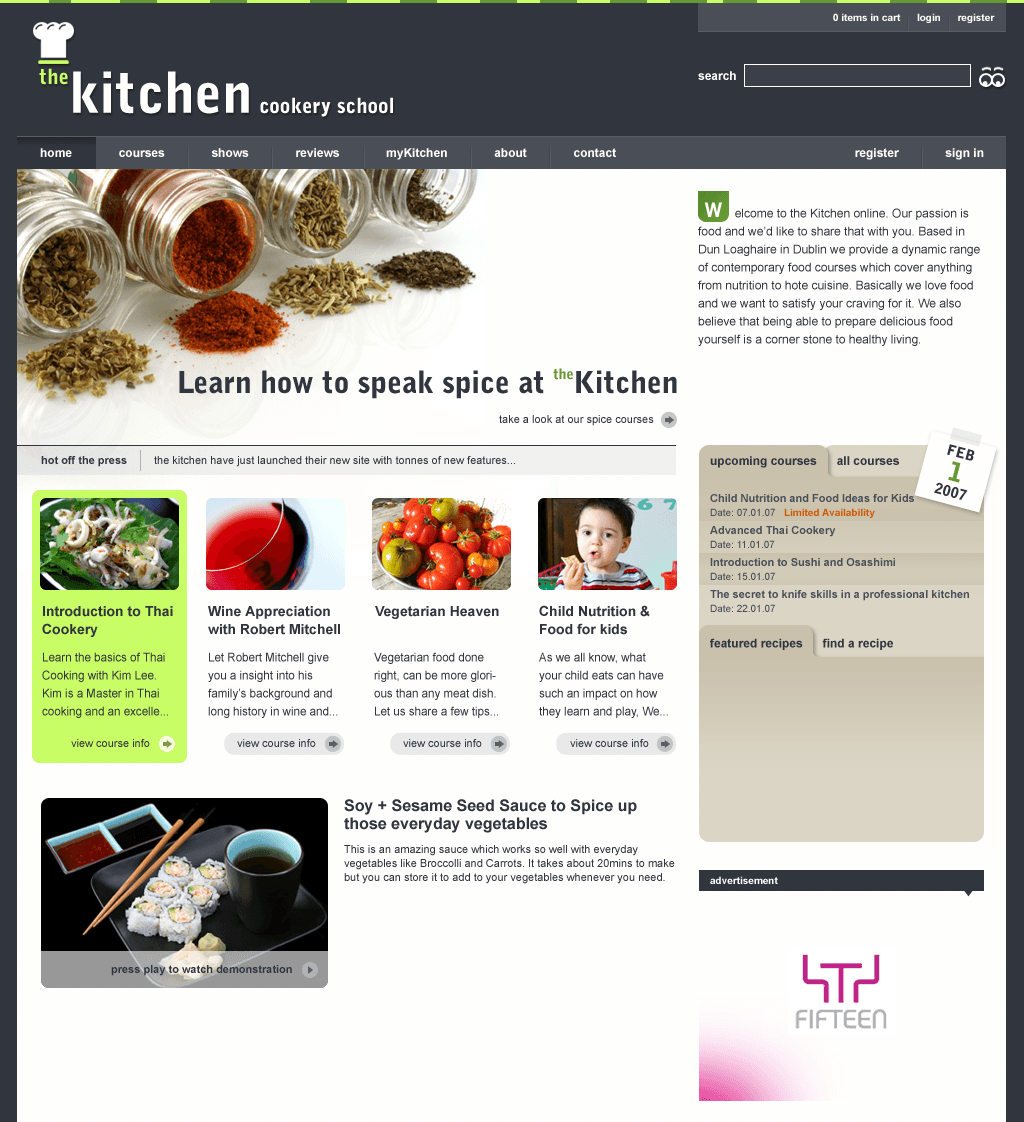 0 items in cart login register
the
kitchen cookery school
search
home courses shows reviews myKitchen about contact register sign in
Welcome to the Kitchen online. Our passion is
food and we'd like to share that with you. Based in
Dun Loaghaire in Dublin we provide a dynamic range
of contemporary food courses which cover anything
from nutrition to hote cuisine. Basically we love food
and we want to satisfy your craving for it. We also
believe that being able to prepare delicious food
yourself is a corner stone to healthy living.
Learn how to speak spice at the Kitchen
take a look at our spice courses
hot off the press the kitchen have just launched their new site with tonnes of new features...
Introduction to Thai
Cookery
Learn the basics of Thai
Cooking with Kim Lee.
Kim is a Master in Thai
cooking and an excelle...
view course info
Wine Appreciation
with Robert Mitchell
Let Robert Mitchell give
you a insight into his
family's background and
long history in wine and...
view course info
Vegetarian Heaven
Vegetarian food done
right, can be more glori-
ous than any meat dish.
Let us share a few tips...
view course info
6 7
Child Nutrition &
Food for kids
As we all know, what
your child eats can have
such an impact on how
they learn and play, We...
view course info
upcoming courses all courses
FEB
1
2007
Child Nutrition and Food Ideas for Kids
Date: 07.01.07 Limited Availability
Advanced Thai Cookery
Date: 11.01.07
Introduction to Sushi and Osashimi
Date: 15.01.07
The secret to knife skills in a professional kitchen
Date: 22.01.07
featured recipes find a recipe
press play to watch demonstration
Soy + Sesame Seed Sauce to Spice up
those everyday vegetables
This is an amazing sauce which works so well with everyday
vegetables like Broccolli and Carrots. It takes about 20mins to make
but you can store it to add to your vegetables whenever you need.
advertisement
FIFTEEN